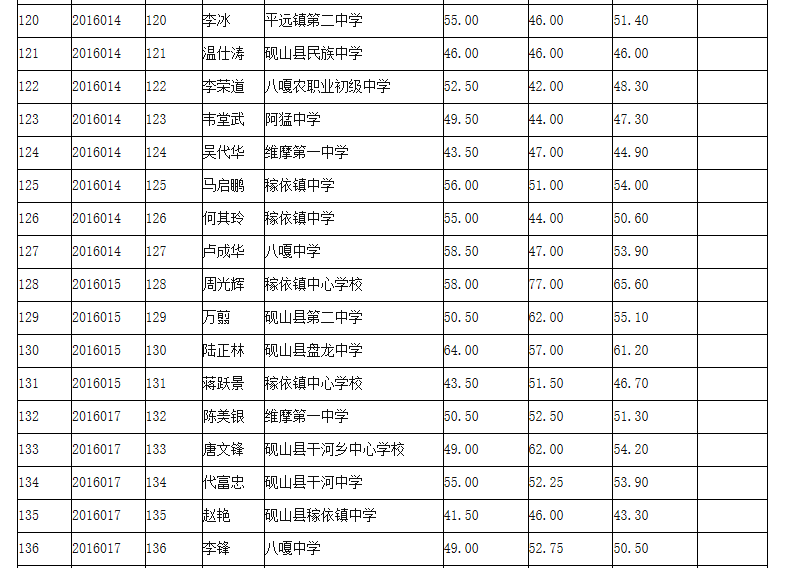 120 2016014 120 李冰 平远镇第二中学 55.00 46.00 51.40
121 2016014 121 温仕涛 砚山县民族中学 46.00 46.00 46.00
122 2016014 122 李荣道 八嘎农职业初级中学 52.50 42.00 48.30
123 2016014 123 韦堂武 阿猛中学 49.50 44.00 47.30
124 2016014 124 吴代华 维摩第一中学 43.50 47.00 44.90
125 2016014 125 马启鹏 稼依镇中学 56.00 51.00 54.00
126 2016014 126 何其玲 稼依镇中学 55.00 44.00 50.60
127 2016014 127 卢成华 八嘎中学 58.50 47.00 53.90
128 2016015 128 周光辉 稼依镇中心学校 58.00 77.00 65.60
129 2016015 129 万翦 砚山县第二中学 50.50 62.00 55.10
130 2016015 130 陆正林 砚山县盘龙中学 64.00 57.00 61.20
131 2016015 131 蒋跃景 稼依镇中心学校 43.50 51.50 46.70
132 2016017 132 陈美银 维摩第一中学 50.50 52.50 51.30
133 2016017 133 唐文锋 砚山县干河乡中心学校 49.00 62.00 54.20
134 2016017 134 代富忠 砚山县干河中学 55.00 52.25 53.90
135 2016017 135 赵艳 砚山县稼依镇中学 41.50 46.00 43.30
136 2016017 136 李锋 八嘎中学 49.00 52.75 50.50